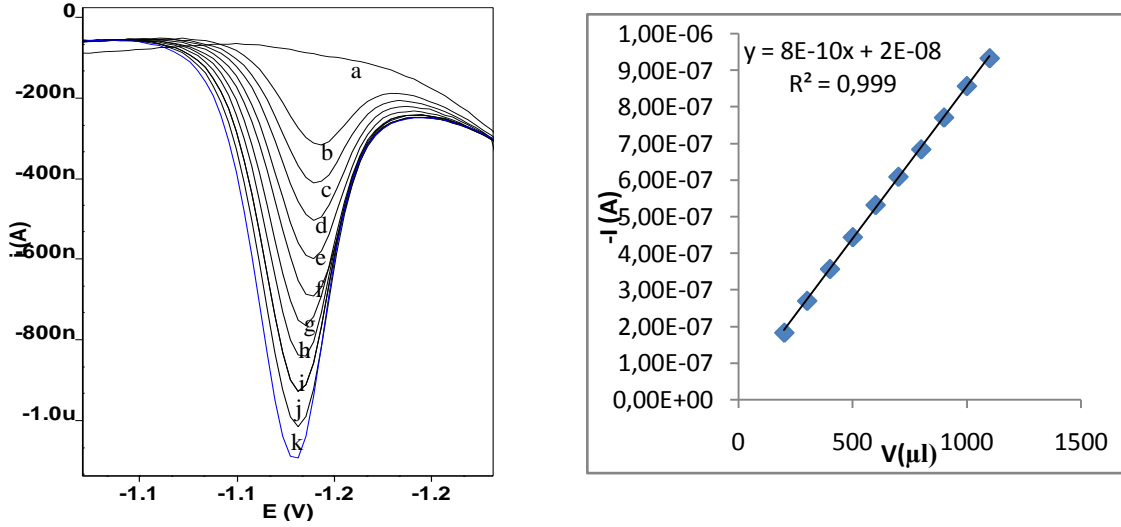 0
-200n
-400n
-600n
-800n
-1.0u
i (A)
a
b
c
d
e
f
g
h
i
j
k
-1.1
-1.1
-1.2
-1.2
E (V)
1,00E-06
9,00E-07
8,00E-07
7,00E-07
6,00E-07
5,00E-07
4,00E-07
3,00E-07
2,00E-07
1,00E-07
0,00E+00
-I (A)
y = 8E-10x + 2E-08
R² = 0,999
0
500
1000
1500
V(µl)